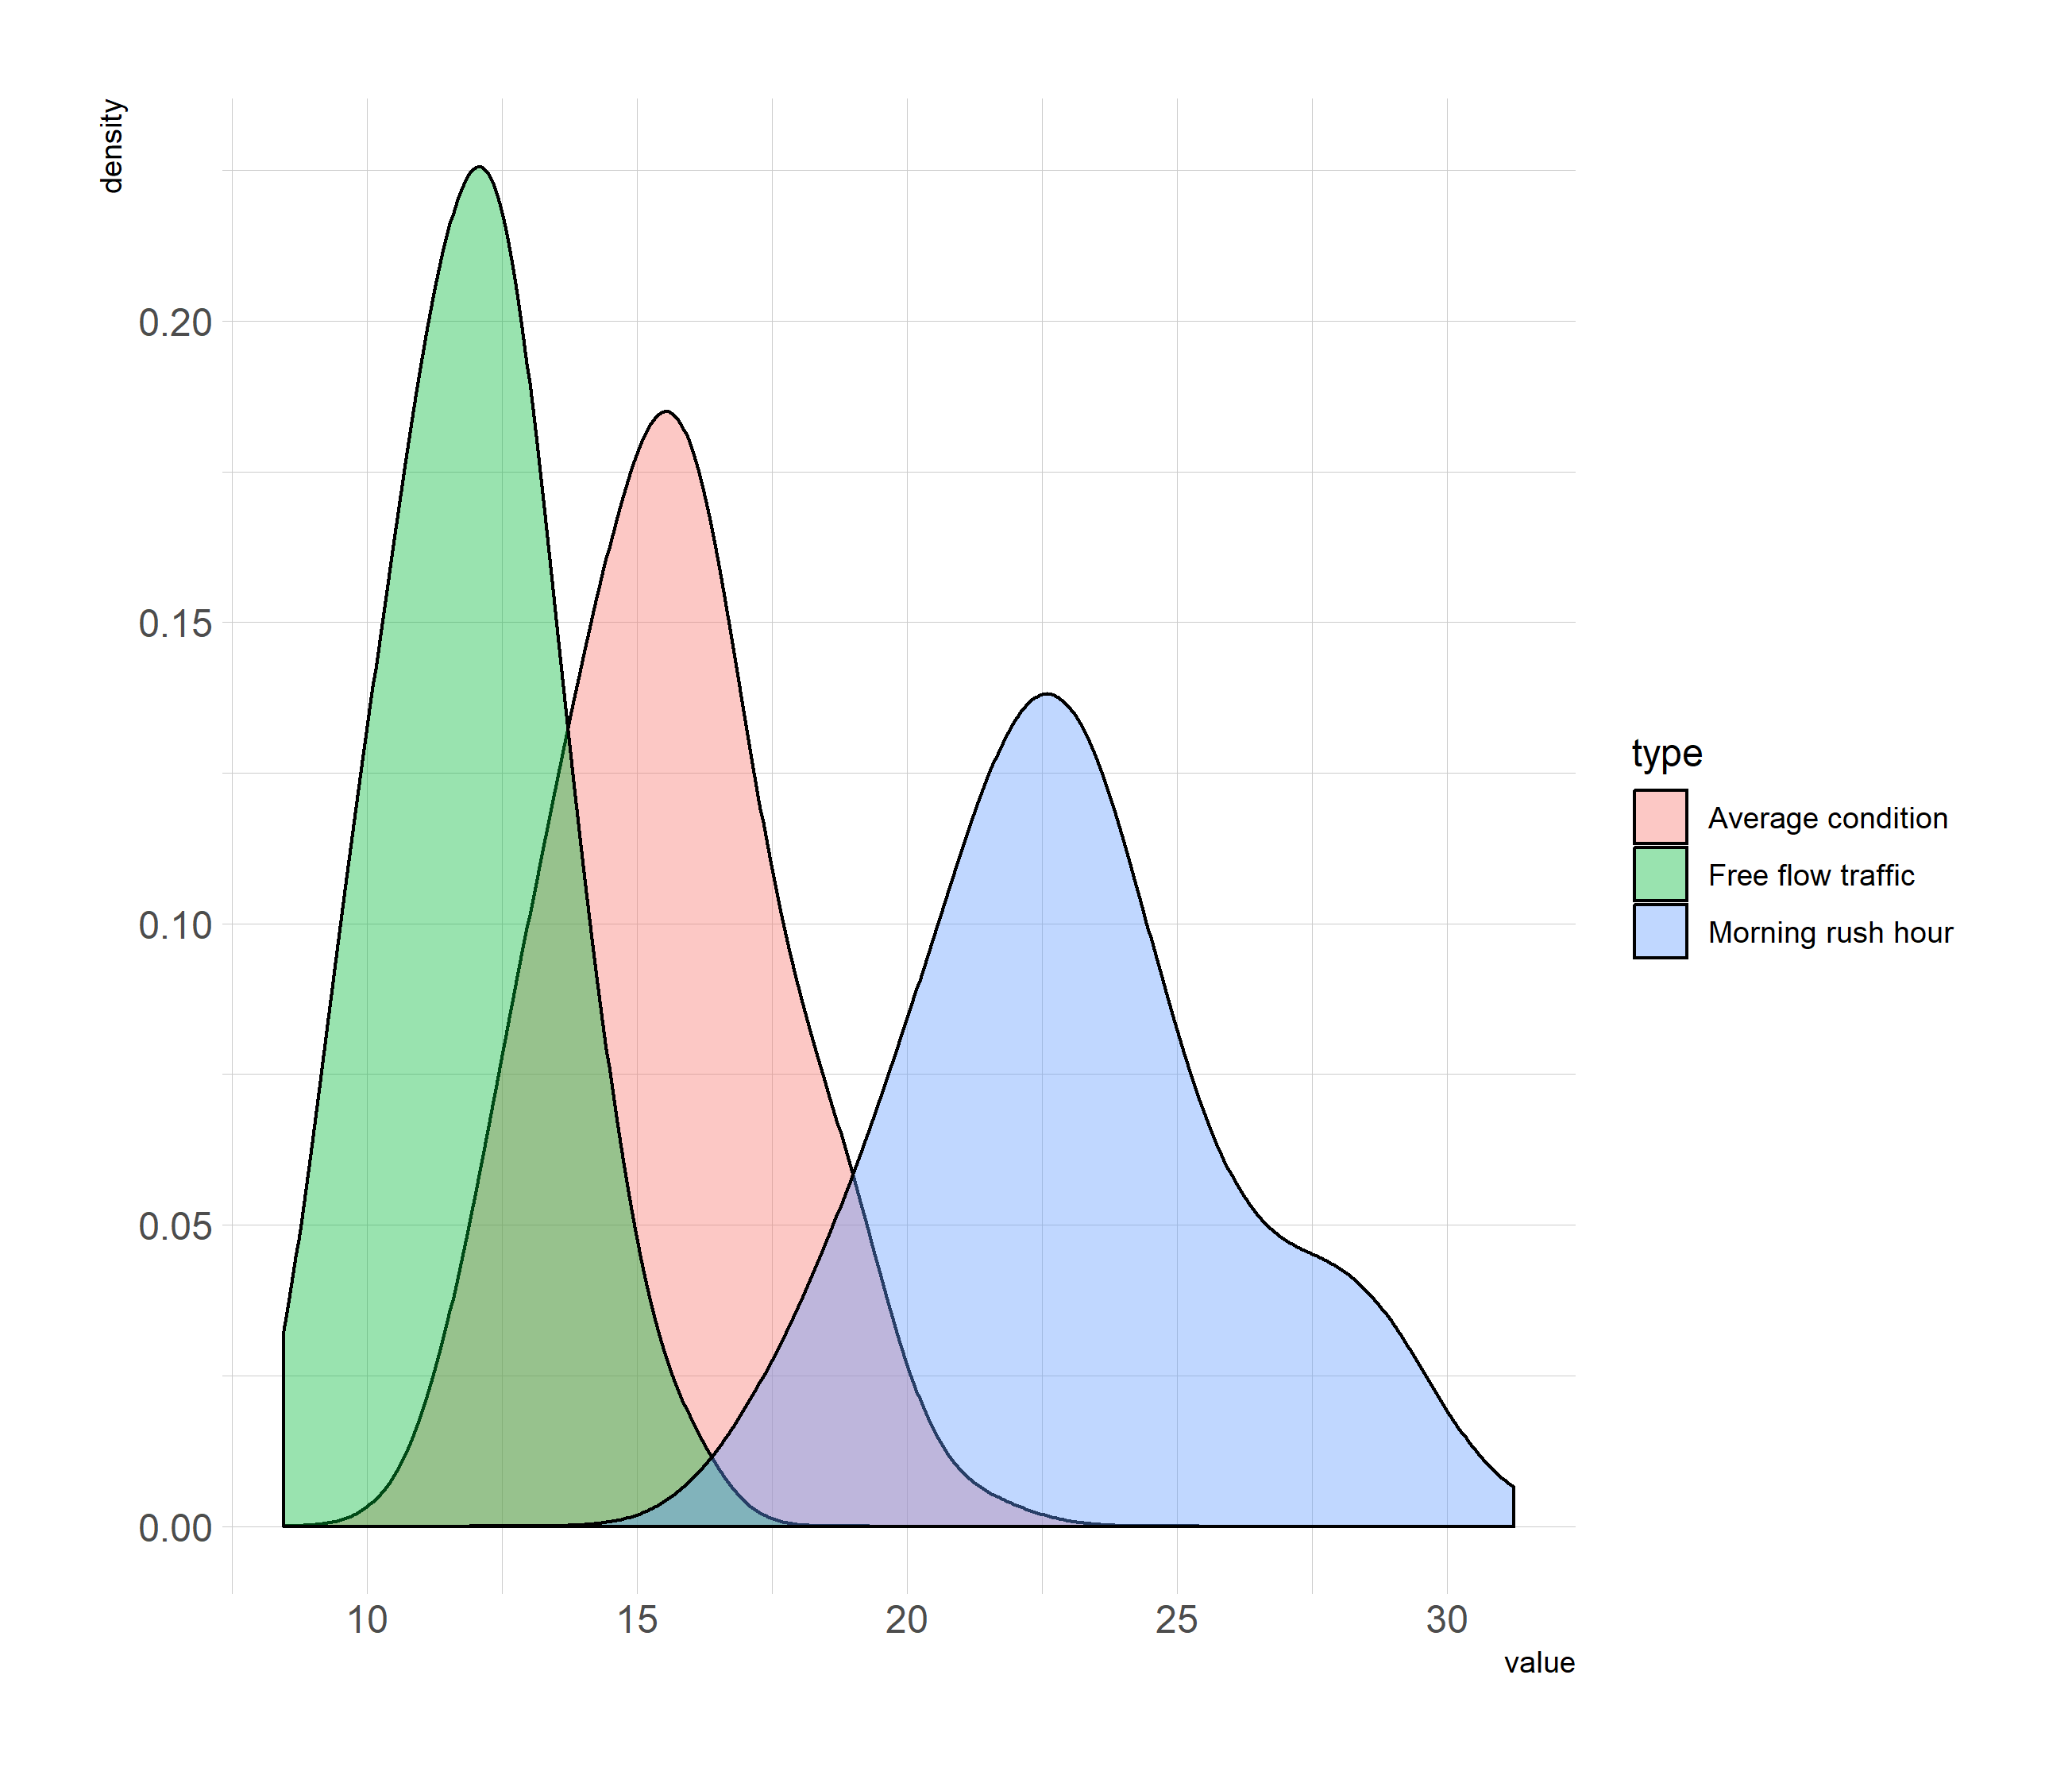 density
0.20
0.15
0.10
0.05
0.00
10 15 20 25 30
value
type
Average condition
Free flow traffic
Morning rush hour